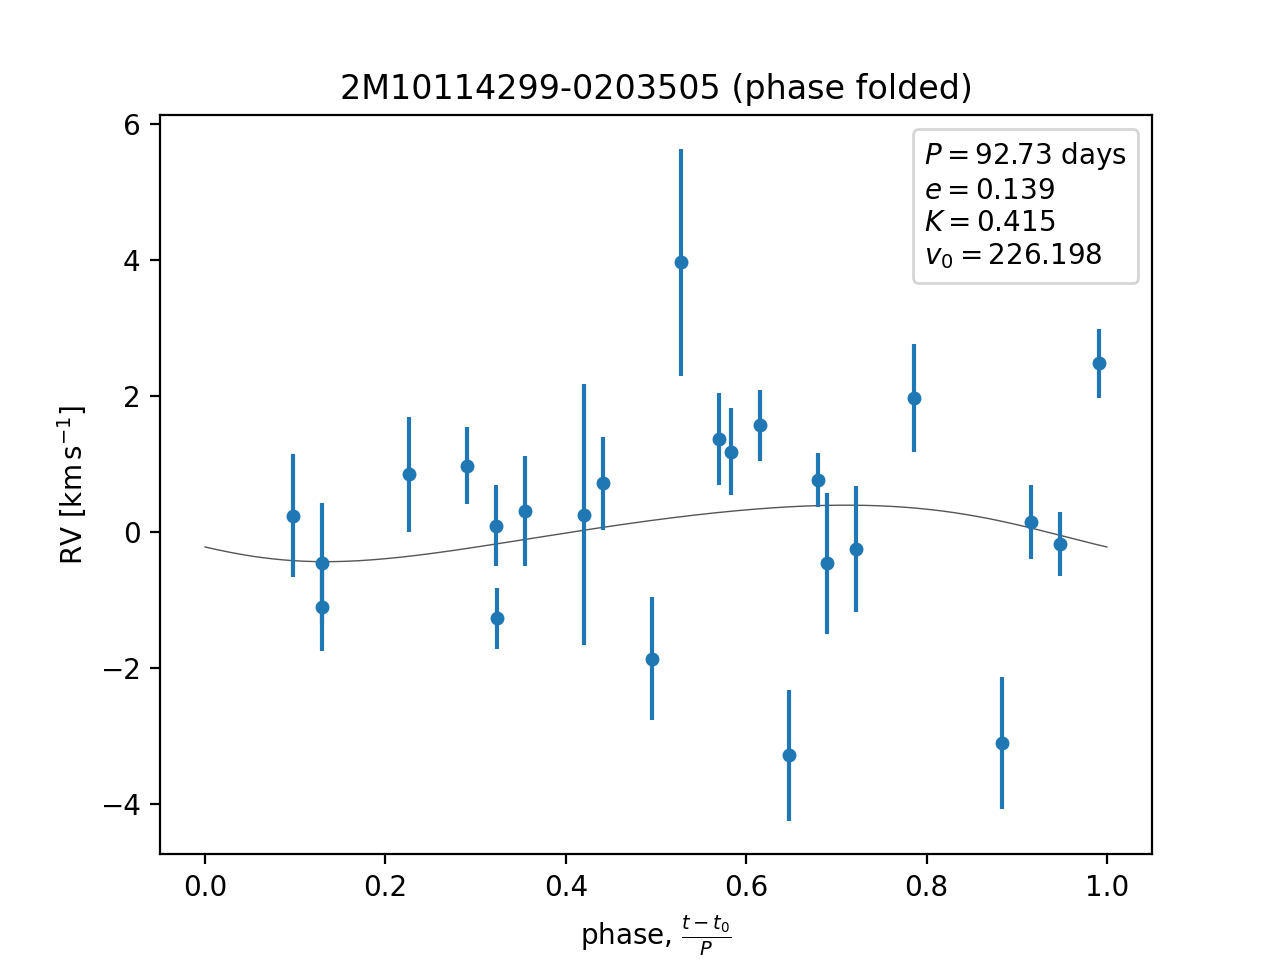 2M10114299-0203505 (phase folded)
P = 92.73 days
e = 0.139
K = 0.415
v₀ = 226.198
6
4
2
0
−2
−4
RV [km s⁻¹]
0.0 0.2 0.4 0.6 0.8 1.0
phase, (t − t₀)/P